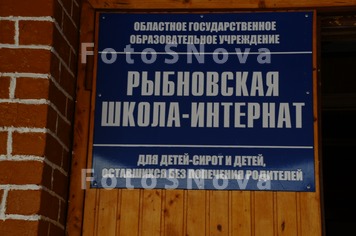 ОБЛАСТНОЕ ГОСУДАРСТВЕННОЕ
ОБРАЗОВАТЕЛЬНОЕ УЧРЕЖДЕНИЕ
FotoSNova
РЫБНОВСКАЯ
ШКОЛА-ИНТЕРНАТ
ДЛЯ ДЕТЕЙ-СИРОТ И ДЕТЕЙ,
ОСТАВШИХСЯ БЕЗ ПОПЕЧЕНИЯ РОДИТЕЛЕЙ
FotoSNova